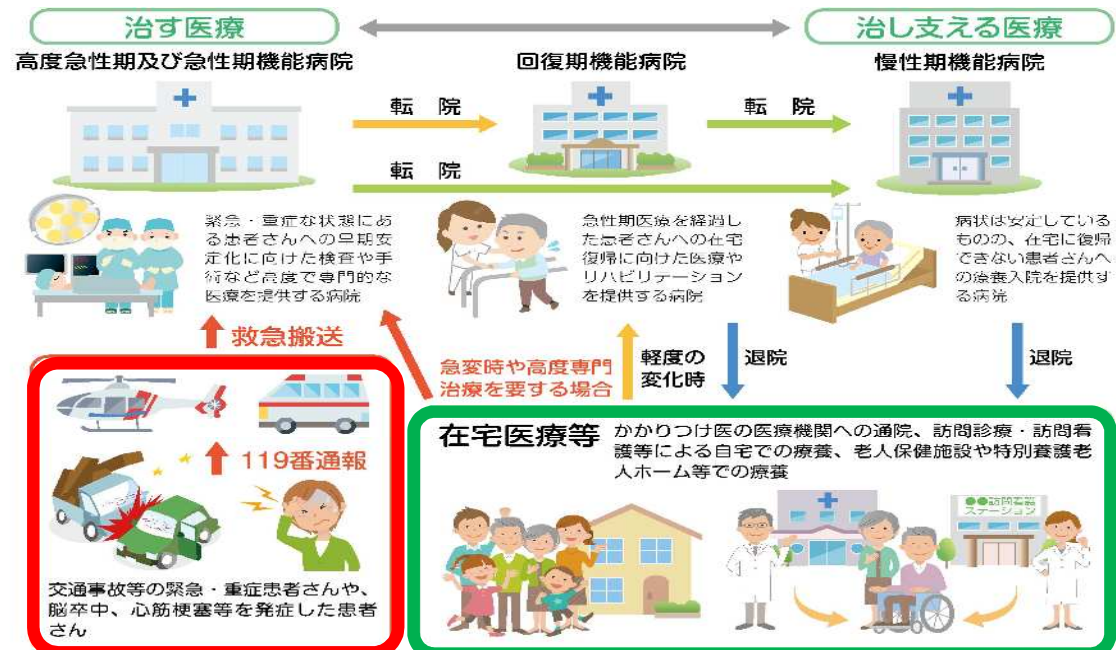 治す医療
治し支える医療
高度急性期及び急性期機能病院
回復期機能病院
慢性期機能病院
転 院
転 院
転 院
緊急・重症な状態にあ
る患者さんへの早期安
定化に向けた検査や手
術など高度で専門的な
医療を提供する病院
急性期医療を経過し
た患者さんへの在宅
復帰に向けた医療や
リハビリテーション
を提供する病院
病状は安定している
ものの、在宅に復帰
できない患者さんへ
の療養入院を提供す
る病院
救急搬送
急変時や高度専門
治療を要する場合
軽度の
変化時
退院
退院
119番通報
交通事故等の緊急・重症患者さんや、
脳卒中、心筋梗塞等を発症した患者
さん
在宅医療等
かかりつけ医の医療機関への通院、訪問診療・訪問看
護等による自宅での療養、老人保健施設や特別養護老
人ホーム等での療養
●●訪問看護
ステーション